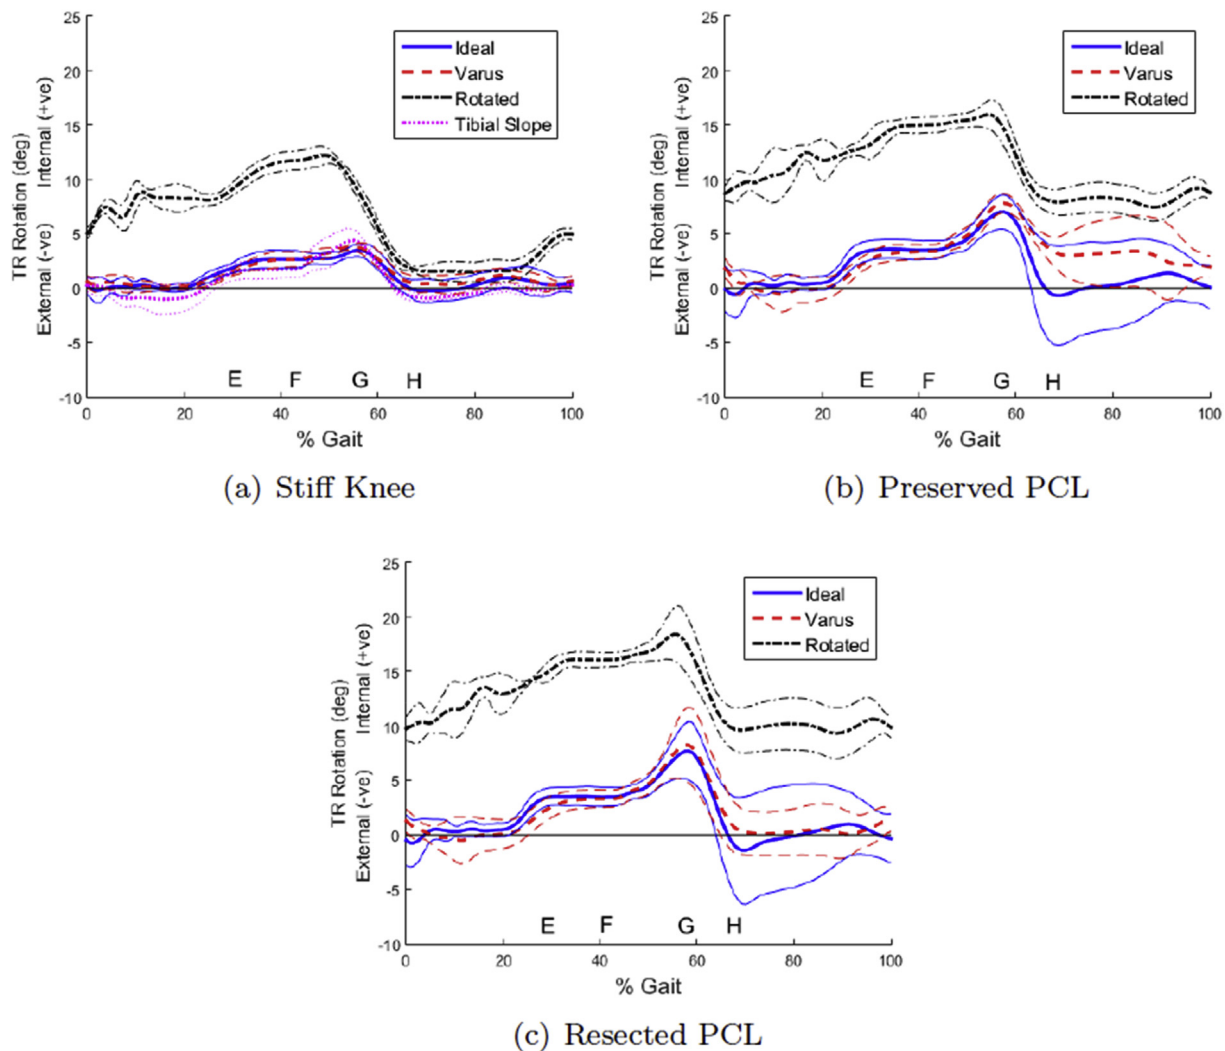 TR Rotation (deg)
External (-ve) Internal (+ve)
25
20
15
10
5
0
-5
-10
Ideal
Varus
Rotated
Tibial Slope
E F G H
0 20 40 60 80 100
% Gait
(a) Stiff Knee
TR Rotation (deg)
External (-ve) Internal (+ve)
25
20
15
10
5
0
-5
-10
Ideal
Varus
Rotated
E F G H
0 20 40 60 80 100
% Gait
(b) Preserved PCL
TR Rotation (deg)
External (-ve) Internal (+ve)
25
20
15
10
5
0
-5
-10
Ideal
Varus
Rotated
E F G H
0 20 40 60 80 100
% Gait
(c) Resected PCL